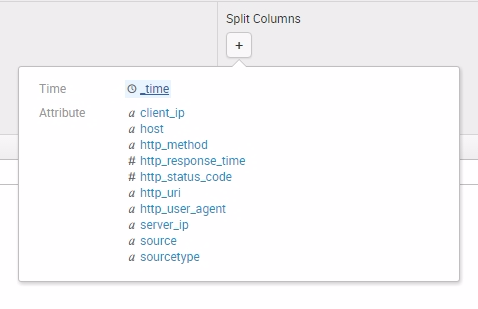 Split Columns
+
Time _time
Attribute a client_ip
a host
a http_method
# http_response_time
# http_status_code
a http_uri
a http_user_agent
a server_ip
a source
a sourcetype